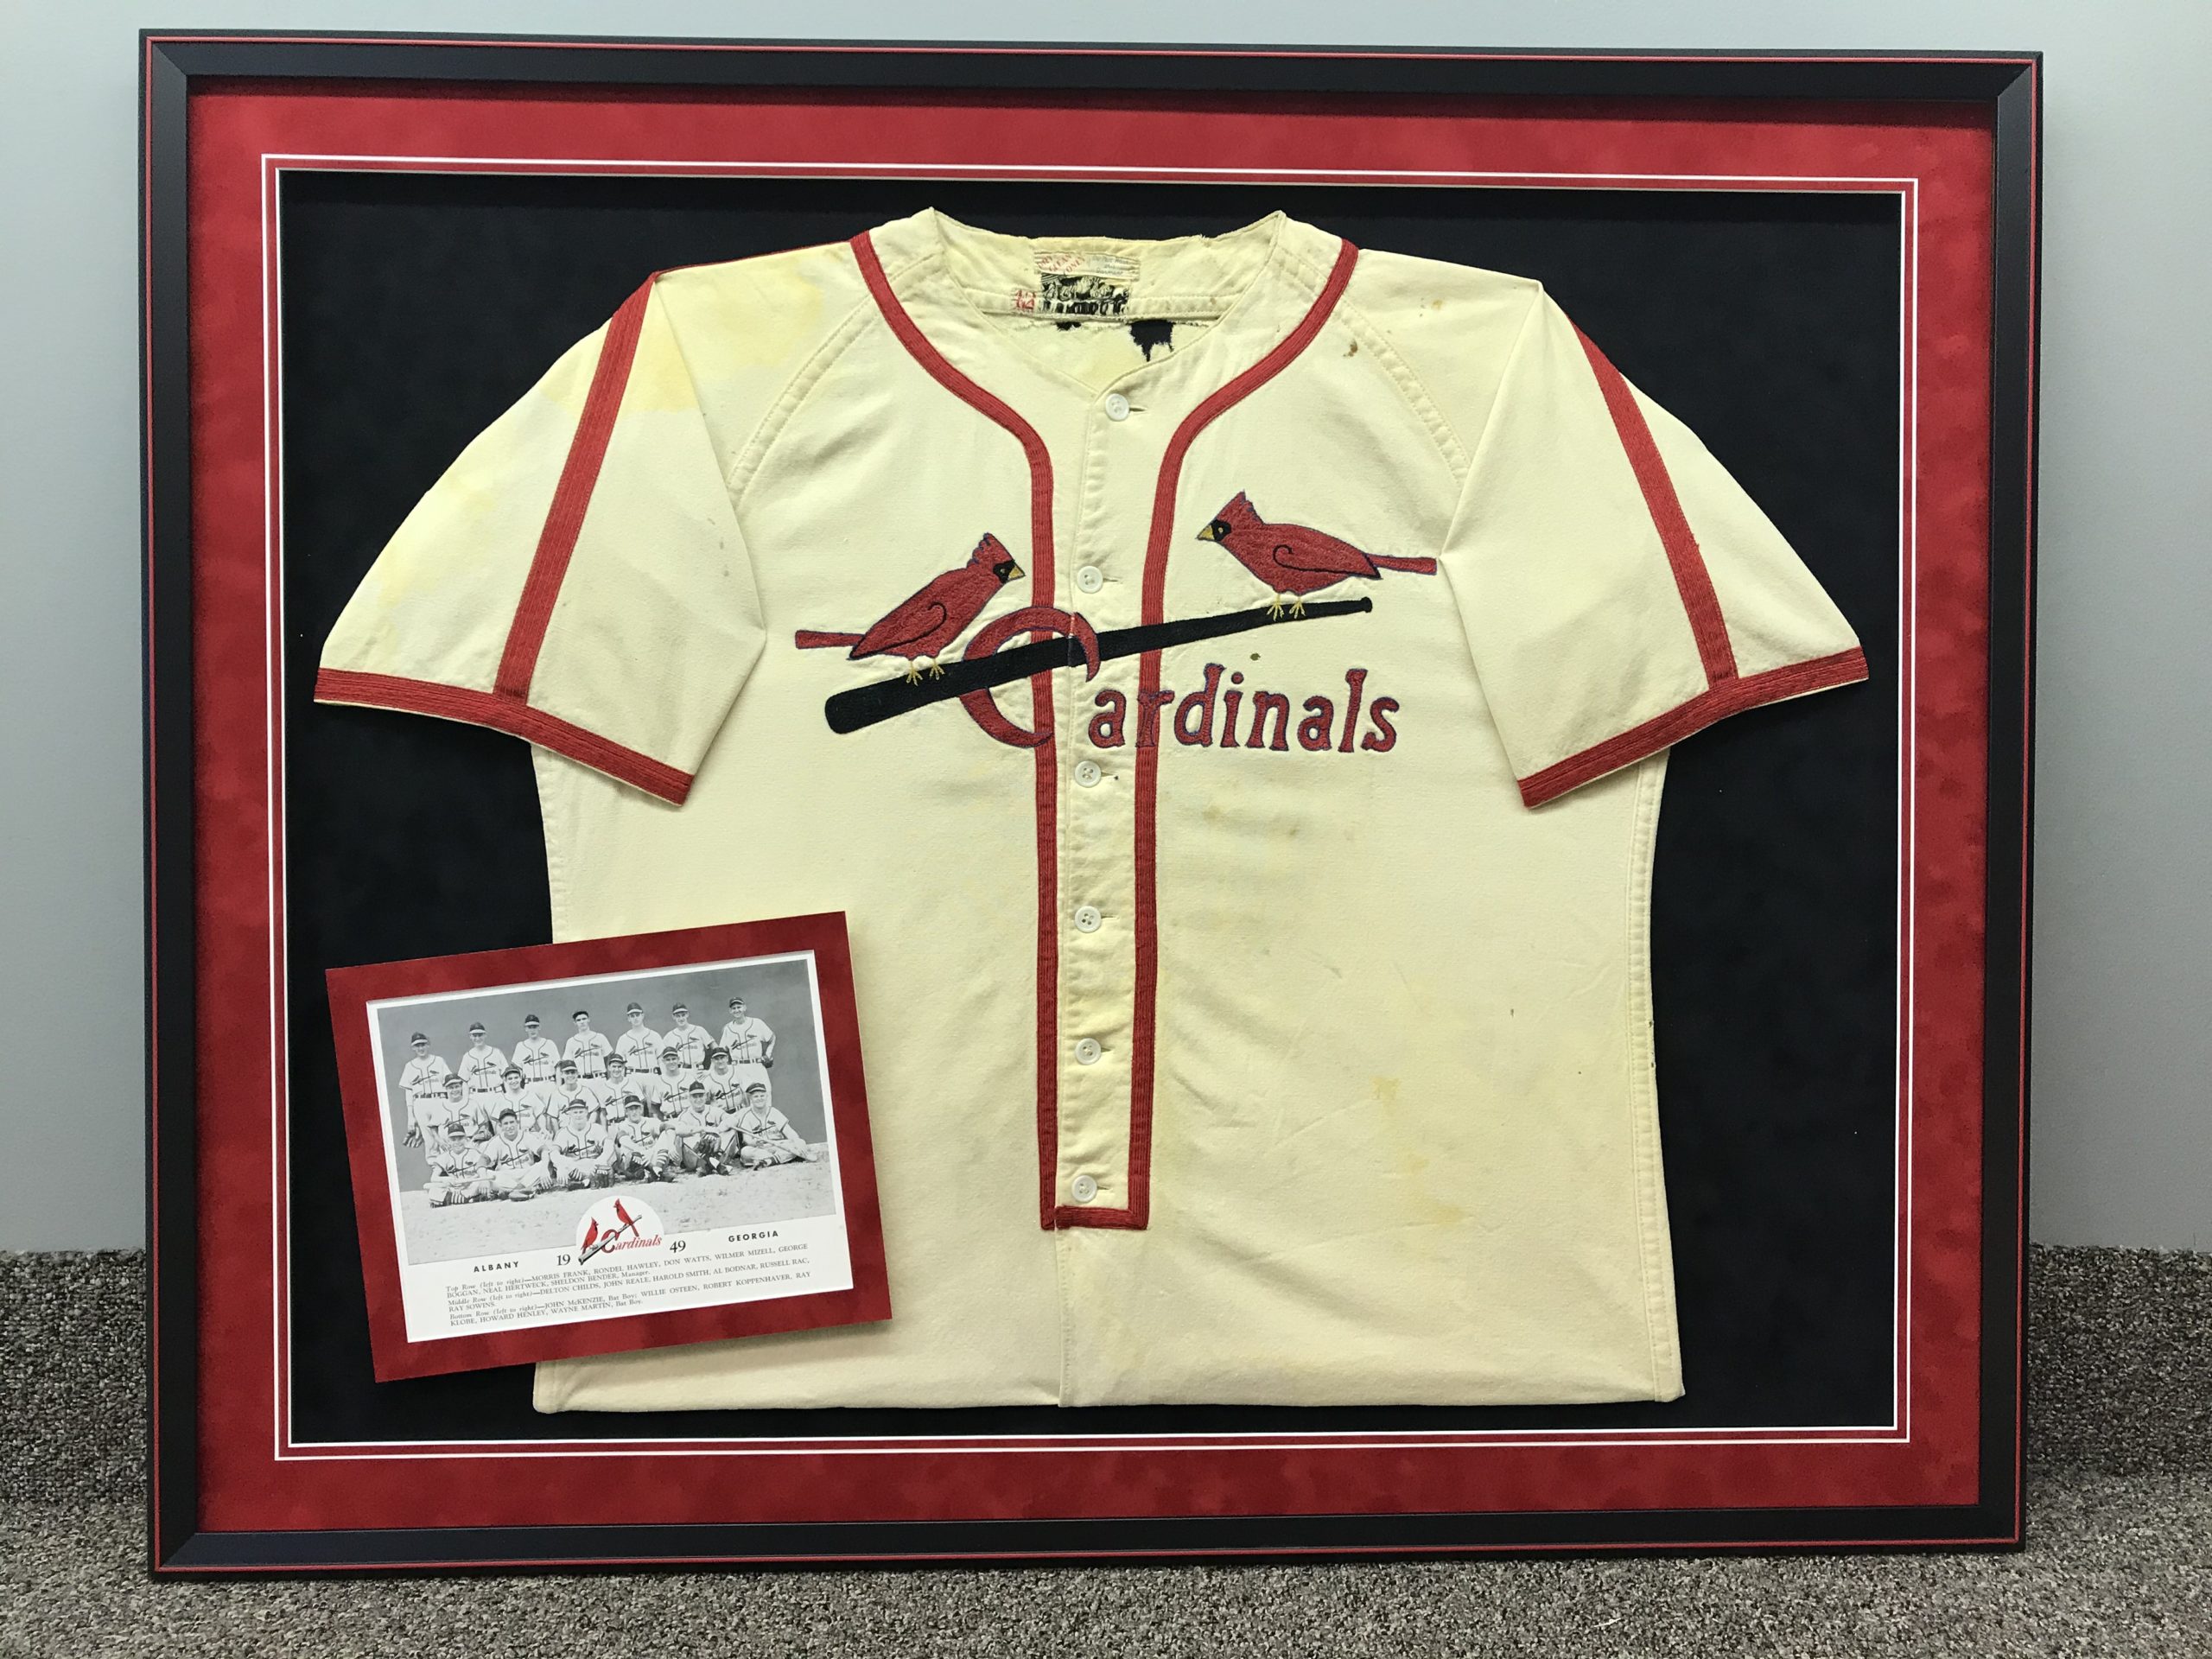 42
Cardinals
Cardinals
ALBANY 19 49 GEORGIA
Top Row (left to right)—MORRIS FRANK, RONDEL HAWLEY, DON WATTS, WILMER MIZELL, GEORGE
BOGGAN, NEAL HERTWECK, SHELDON BENDER, Manager.
Middle Row (left to right)—DELTON CHILDS, JOHN REALE, HAROLD SMITH, AL BODNAR, RUSSELL RAC,
RAY SOWINS
Bottom Row (left to right)—JOHN McKENZIE, Bat Boy; WILLIE OSTEEN, ROBERT KOPPENHAVER, RAY
KLOBE, HOWARD HENLEY, WAYNE MARTIN, Bat Boy.